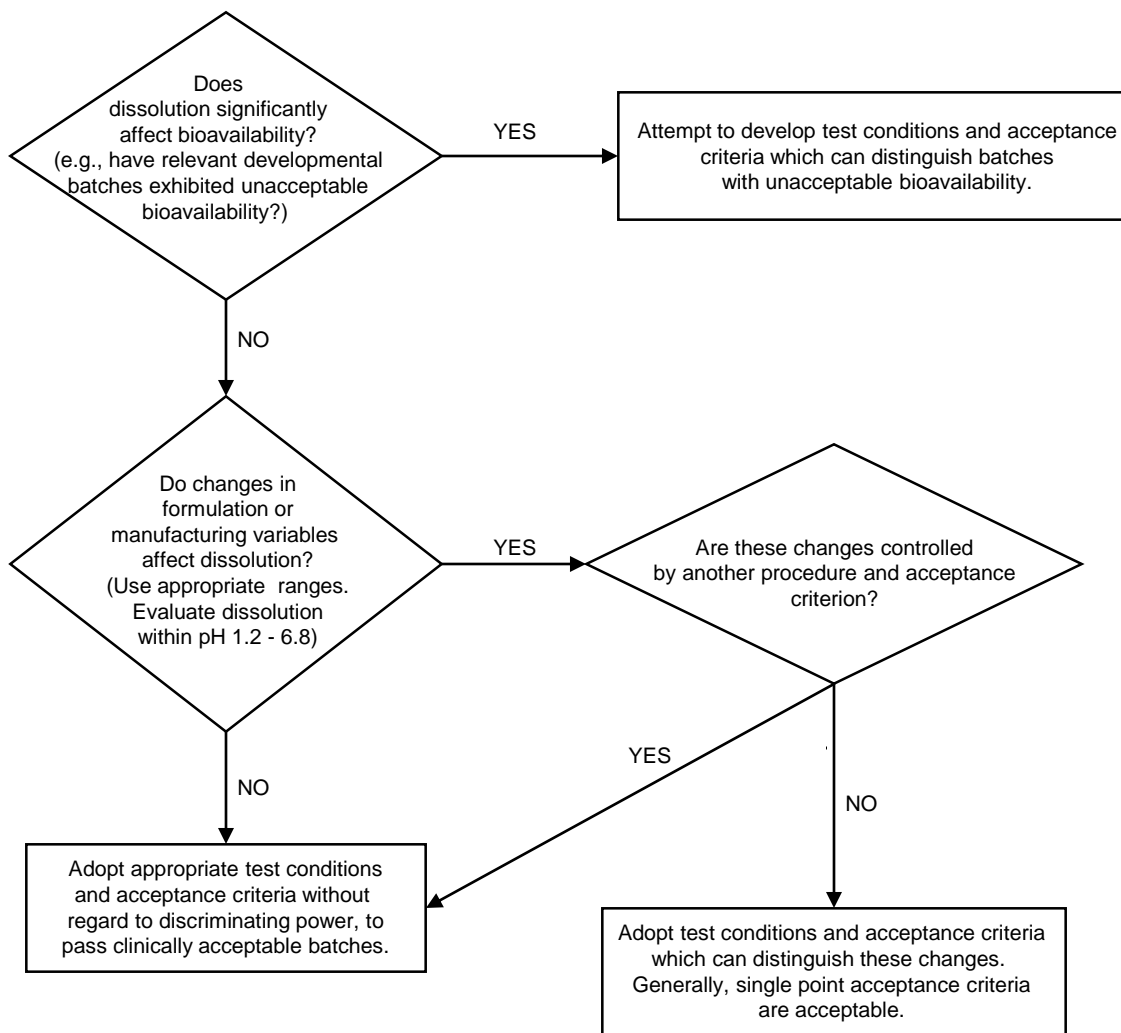 Does
dissolution significantly
affect bioavailability?
(e.g., have relevant developmental
batches exhibited unacceptable
bioavailability?)
YES
Attempt to develop test conditions and acceptance
criteria which can distinguish batches
with unacceptable bioavailability.
NO
Do changes in
formulation or
manufacturing variables
affect dissolution?
(Use appropriate ranges.
Evaluate dissolution
within pH 1.2 - 6.8)
YES
Are these changes controlled
by another procedure and acceptance
criterion?
YES
NO
NO
Adopt appropriate test conditions
and acceptance criteria without
regard to discriminating power, to
pass clinically acceptable batches.
Adopt test conditions and acceptance criteria
which can distinguish these changes.
Generally, single point acceptance criteria
are acceptable.